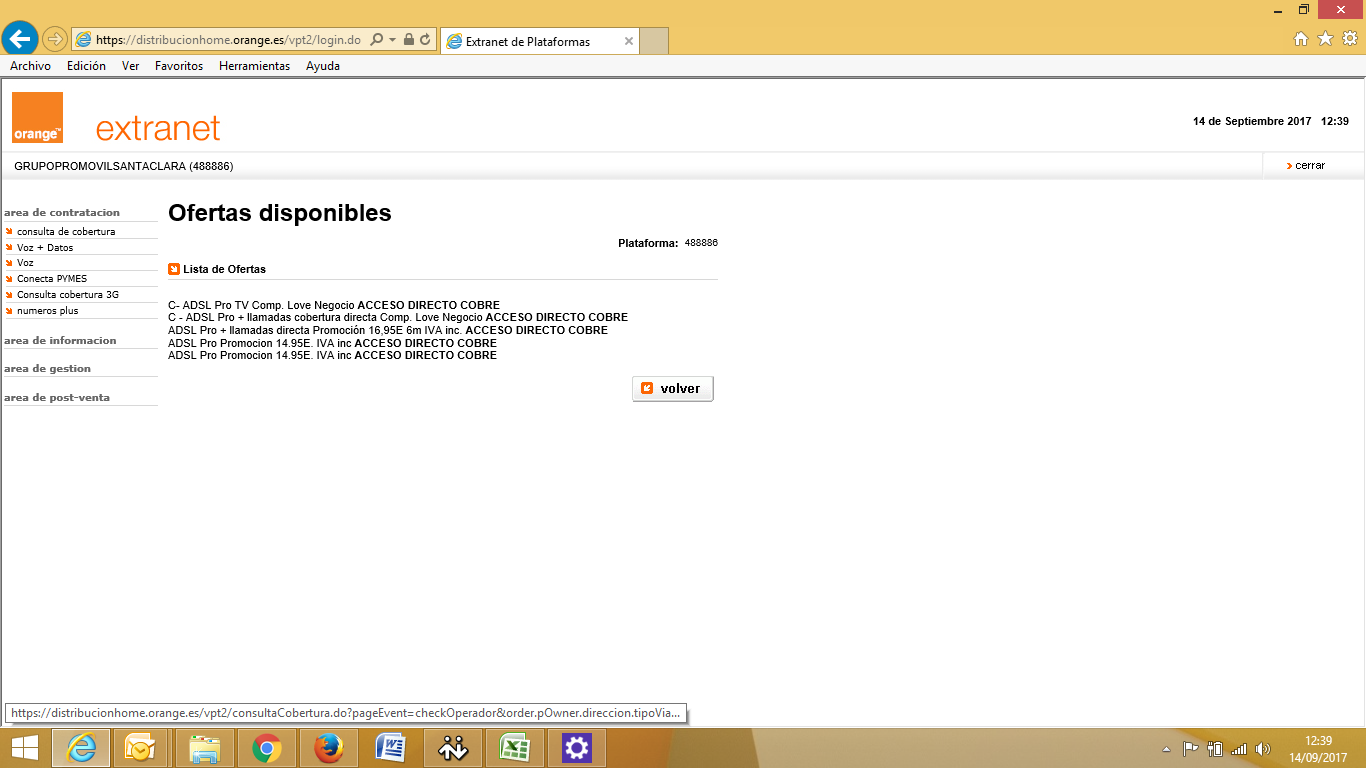 https://distribucionhome.orange.es/vpt2/login.do
Extranet de Plataformas
Archivo Edición Ver Favoritos Herramientas Ayuda
orange™
extranet
14 de Septiembre 2017 12:39
GRUPOPROMOVILSANTACLARA (488886)
cerrar
area de contratacion
consulta de cobertura
Voz + Datos
Voz
Conecta PYMES
Consulta cobertura 3G
numeros plus
area de informacion
area de gestion
area de post-venta
Ofertas disponibles
Plataforma: 488886
Lista de Ofertas
C- ADSL Pro TV Comp. Love Negocio ACCESO DIRECTO COBRE
C - ADSL Pro + llamadas cobertura directa Comp. Love Negocio ACCESO DIRECTO COBRE
ADSL Pro + llamadas directa Promoción 16,95E 6m IVA inc. ACCESO DIRECTO COBRE
ADSL Pro Promocion 14.95E. IVA inc ACCESO DIRECTO COBRE
ADSL Pro Promocion 14.95E. IVA inc ACCESO DIRECTO COBRE
volver
https://distribucionhome.orange.es/vpt2/consultaCobertura.do?pageEvent=checkOperador&order.pOwner.direccion.tipoVia...
12:39
14/09/2017